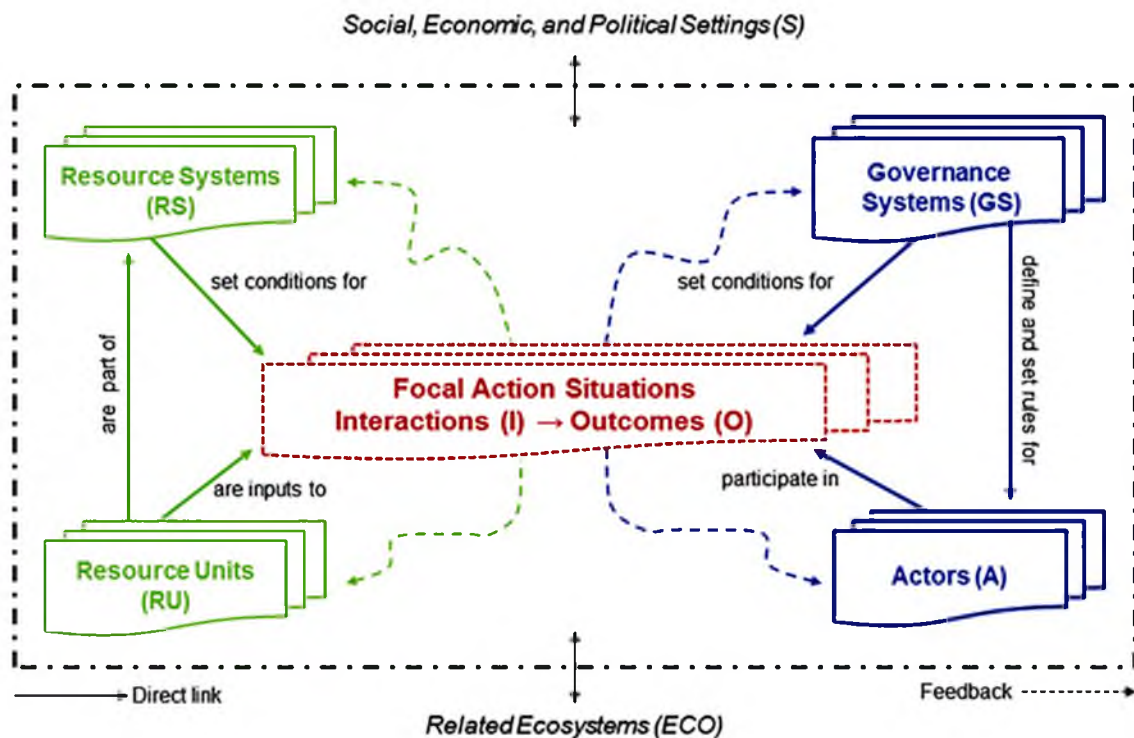 Social, Economic, and Political Settings (S)
Resource Systems
(RS)
Governance
Systems (GS)
set conditions for
set conditions for
are part of
define and set rules for
Focal Action Situations
Interactions (I) → Outcomes (O)
are inputs to
participate in
Resource Units
(RU)
Actors (A)
Direct link
Feedback
Related Ecosystems (ECO)